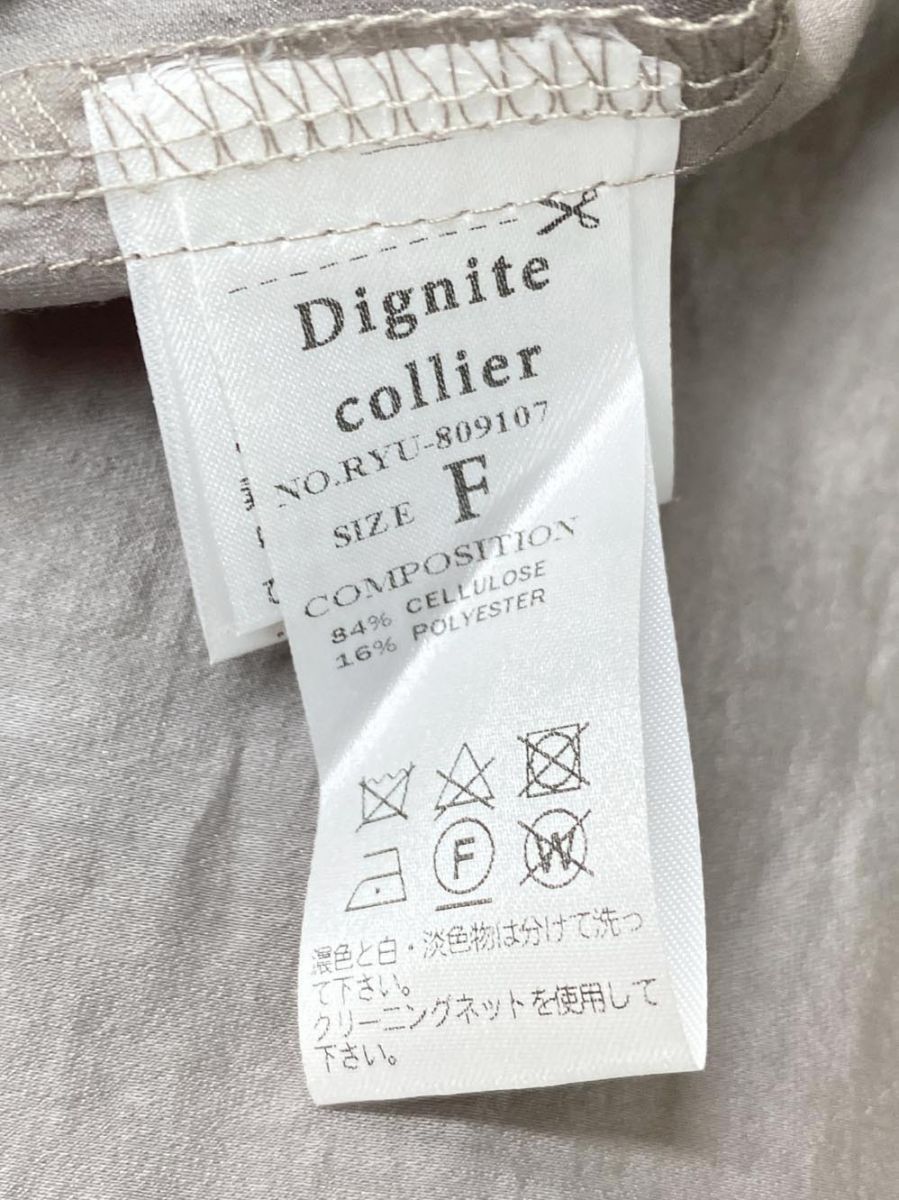 Dignite
collier
NO.RYU-809107
SIZE F
COMPOSITION
84% CELLULOSE
16% POLYESTER
F
W
濃色と白・淡色物は分けて洗っ
て下さい。
クリーニングネットを使用して
下さい。